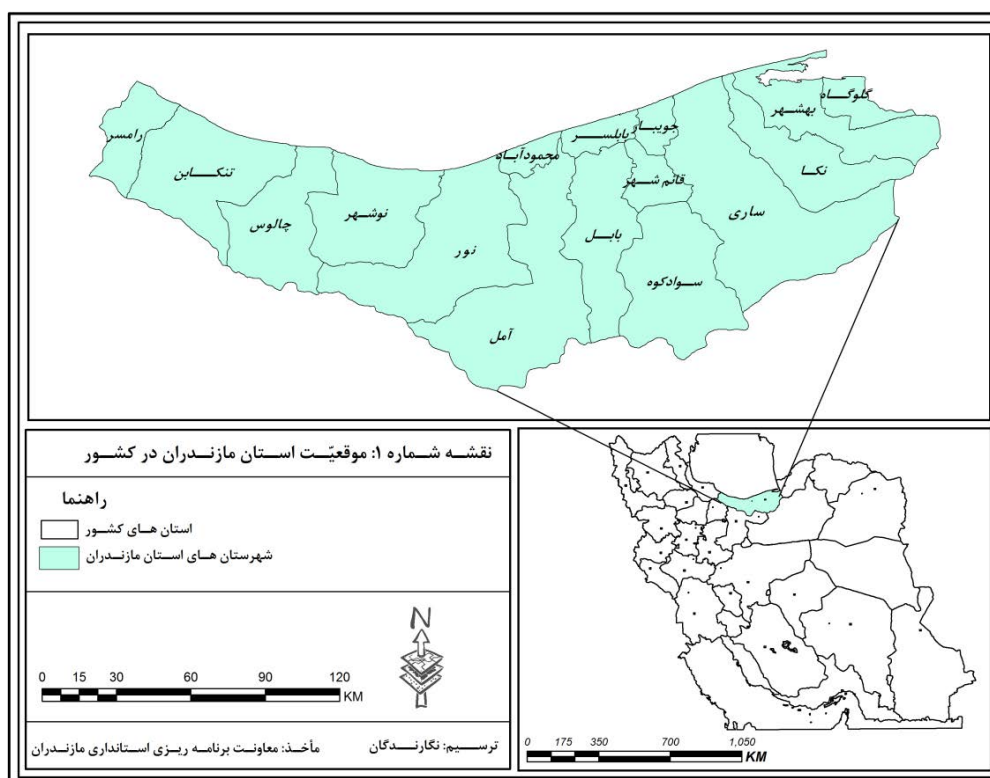 گلوگاه
بهشهر
نکا
ساری
جویبار
قائم شهر
سوادکوه
بابلسر
بابل
محمودآباد
آمل
نور
نوشهر
چالوس
تنکابن
رامسر
نقشه شماره ۱: موقعیّت استان مازندران در کشور
راهنما
استان های کشور
شهرستان های استان مازندران
N
0 15 30 60 90 120
KM
ترسیم: نگارندگان مأخذ: معاونت برنامه ریزی استانداری مازندران
0 175 350 700 1,050
KM